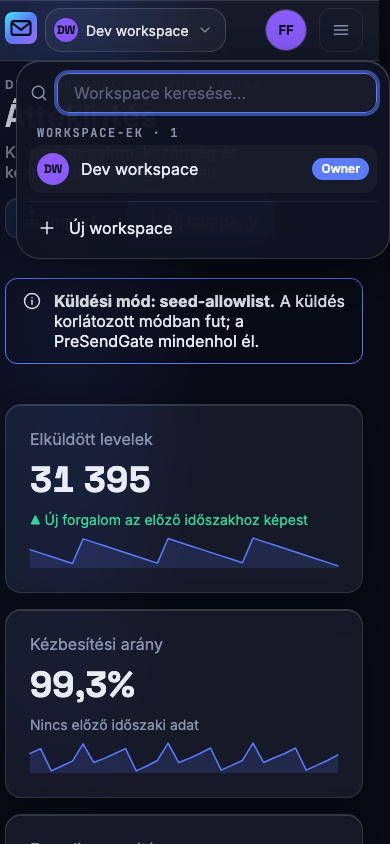 DW Dev workspace
FF
Workspace keresése...
WORKSPACE-EK · 1
DW Dev workspace Owner
Új workspace
Küldési mód: seed-allowlist. A küldés
korlátozott módban fut; a
PreSendGate mindenhol él.
Elküldött levelek
31 395
▲ Új forgalom az előző időszakhoz képest
Kézbesítési arány
99,3%
Nincs előző időszaki adat